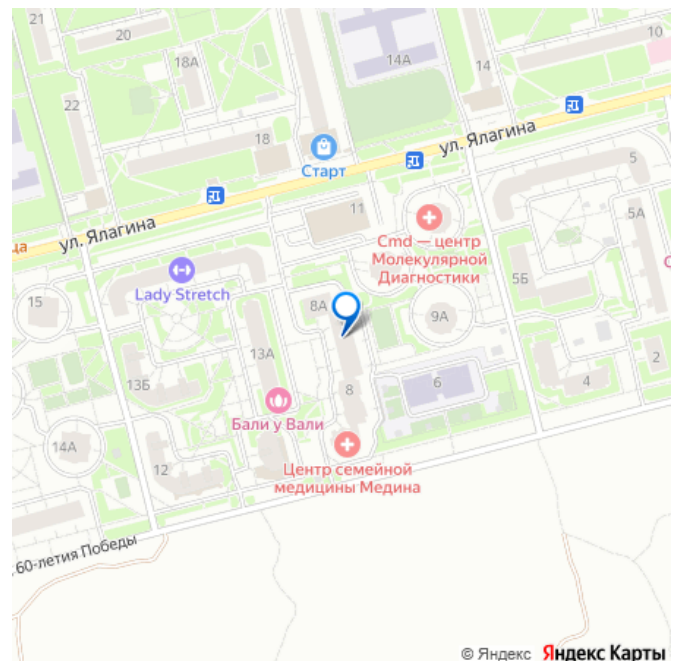 21
20
10
18А
14А
14
22
18
Старт
ул. Ялагина
5
11
ул. Ялагина
5А
Cmd — центр
Молекулярной
Диагностики
5Б
Lady Stretch
15
8А
9А
13А
2
13Б
8
6
4
Бали у Вали
14А
12
Центр семейной
медицины Медина
60-летия Победы
© Яндекс Яндекс Карты